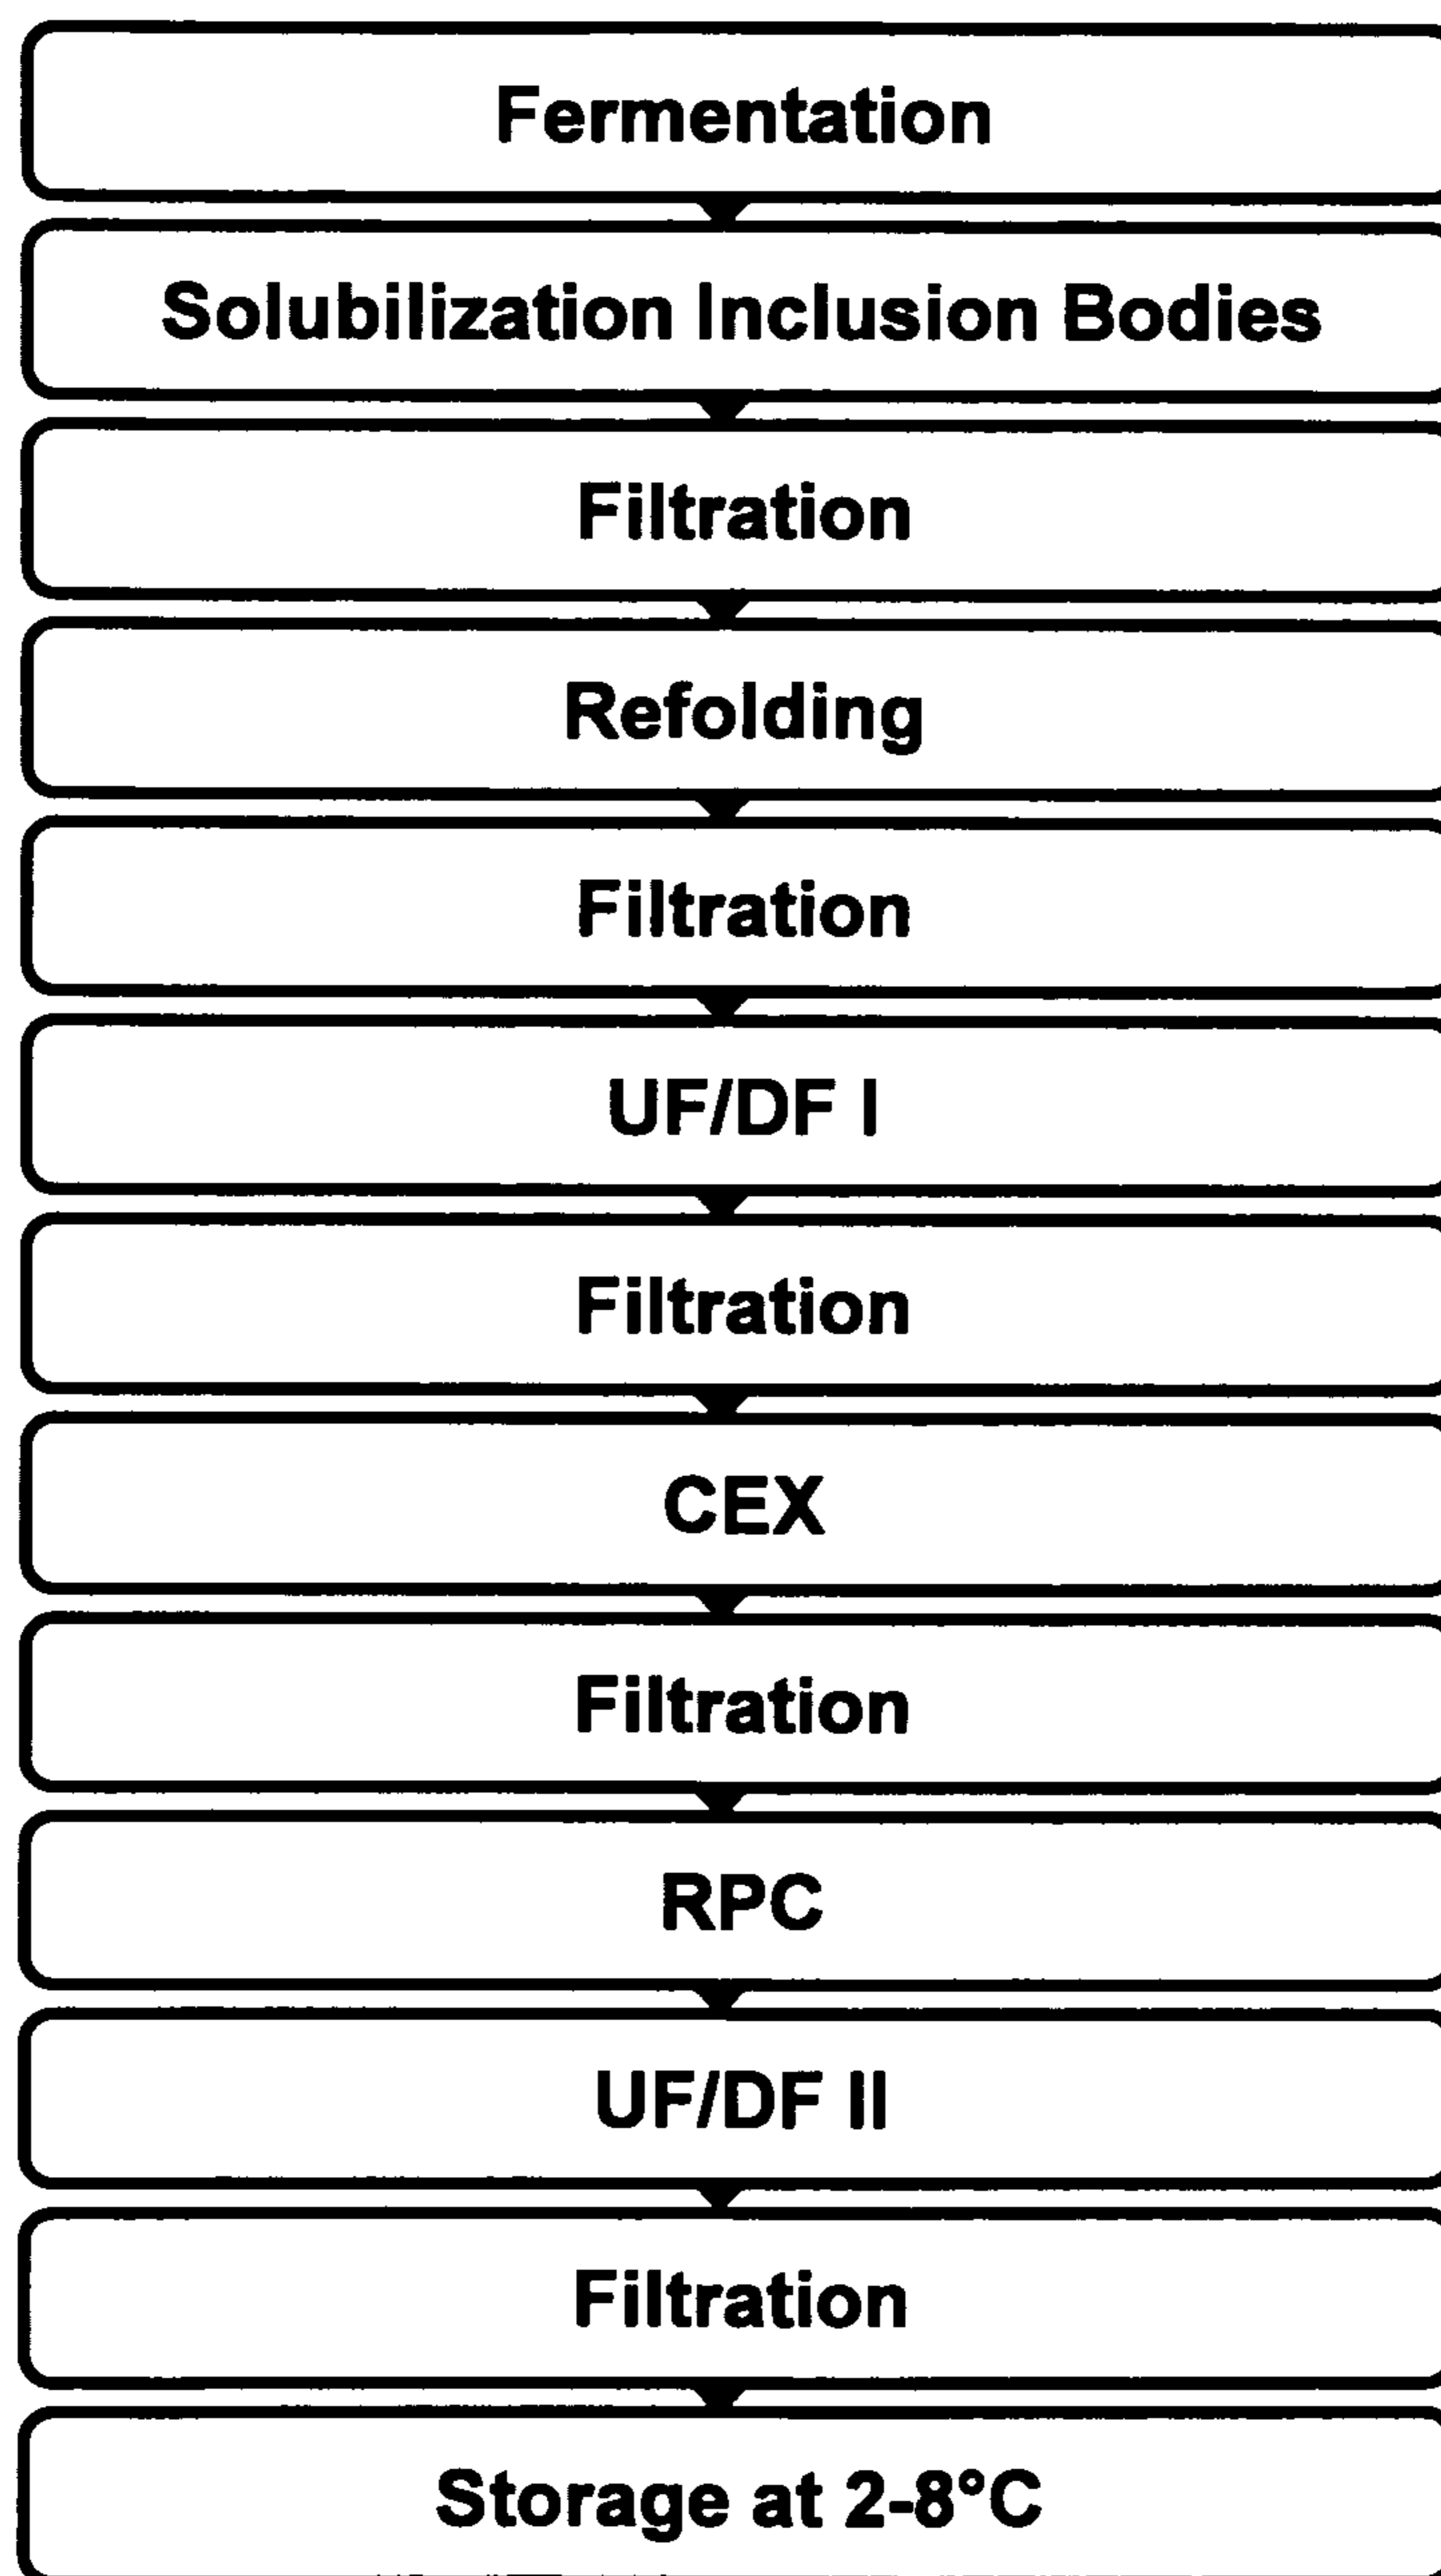 Fermentation
Solubilization Inclusion Bodies
Filtration
Refolding
Filtration
UF/DF I
Filtration
CEX
Filtration
RPC
UF/DF II
Filtration
Storage at 2-8°C